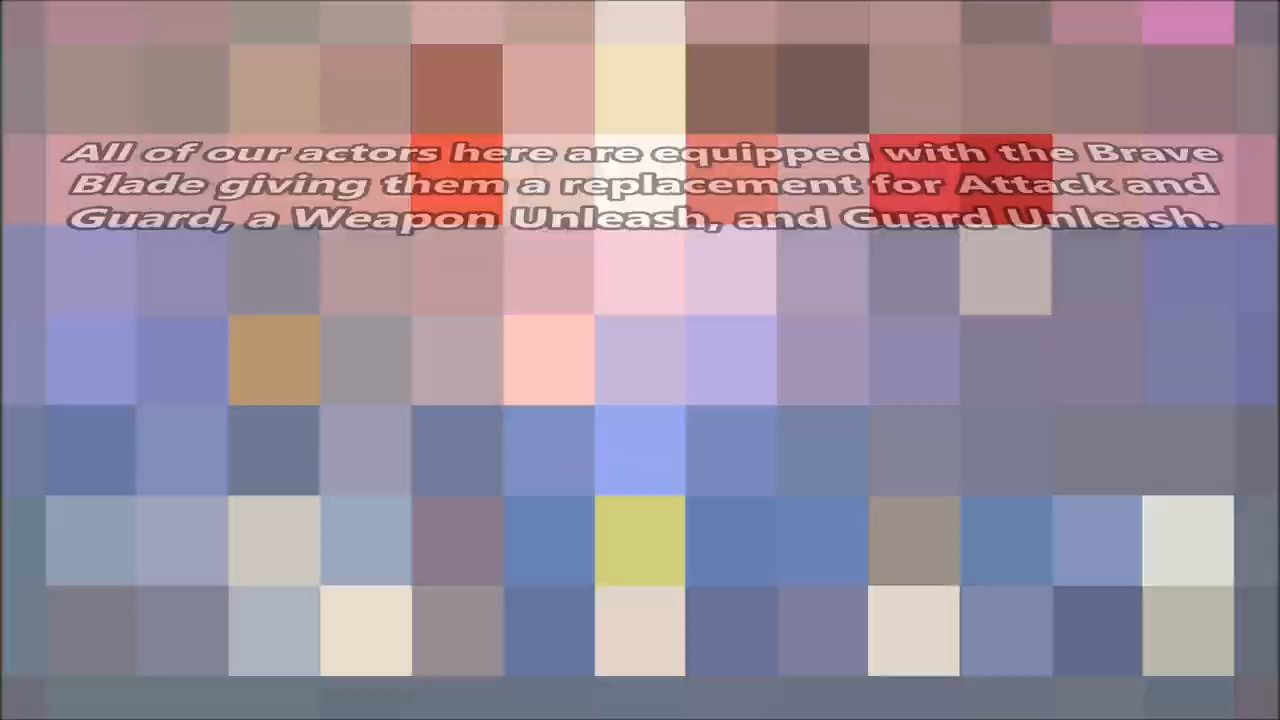 All of our actors here are equipped with the Brave
Blade giving them a replacement for Attack and
Guard, a Weapon Unleash, and Guard Unleash.